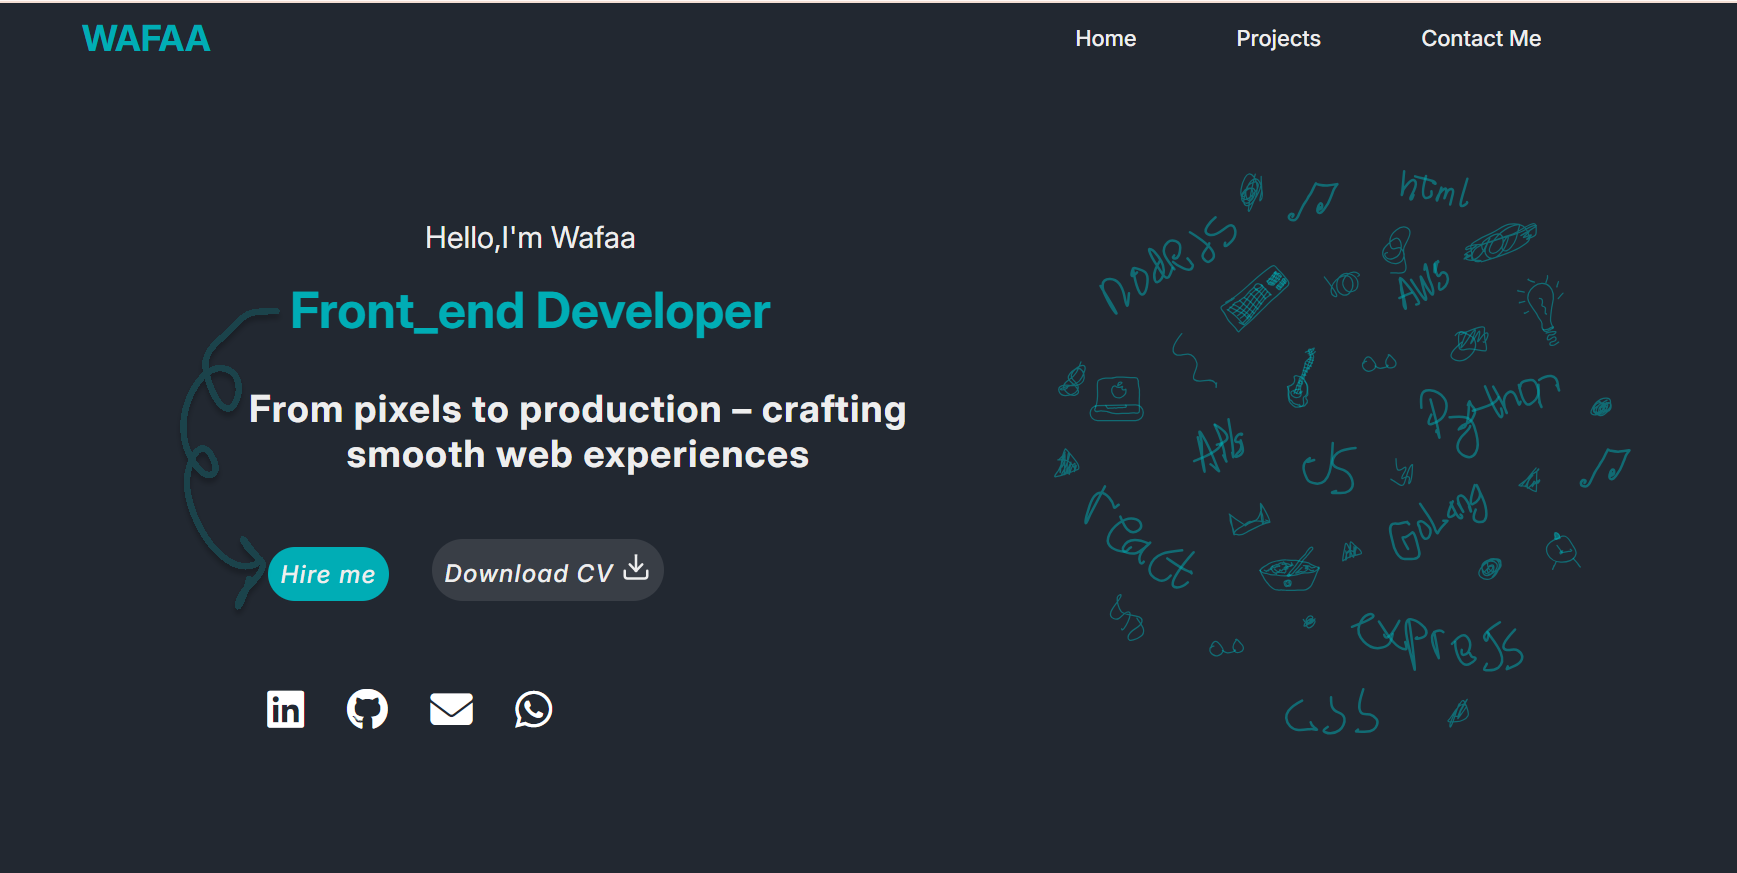 WAFAA
Home
Projects
Contact Me
Hello,I'm Wafaa
Front_end Developer
From pixels to production – crafting
smooth web experiences
Hire me
Download CV
in
html
NodeJS
AWS
Python
APIs
JS
GoLang
react
express
CSS